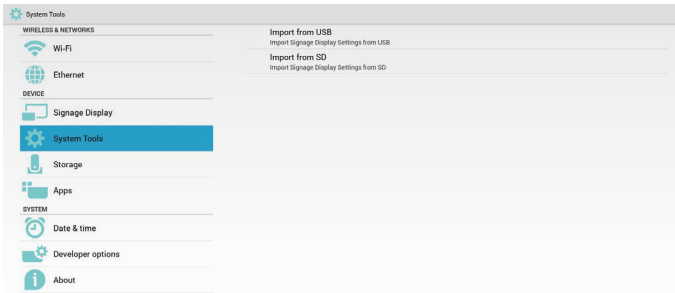 System Tools
WIRELESS & NETWORKS
Wi-Fi
Ethernet
DEVICE
Signage Display
System Tools
Storage
Apps
SYSTEM
Date & time
Developer options
About
Import from USB
Import Signage Display Settings from USB
Import from SD
Import Signage Display Settings from SD